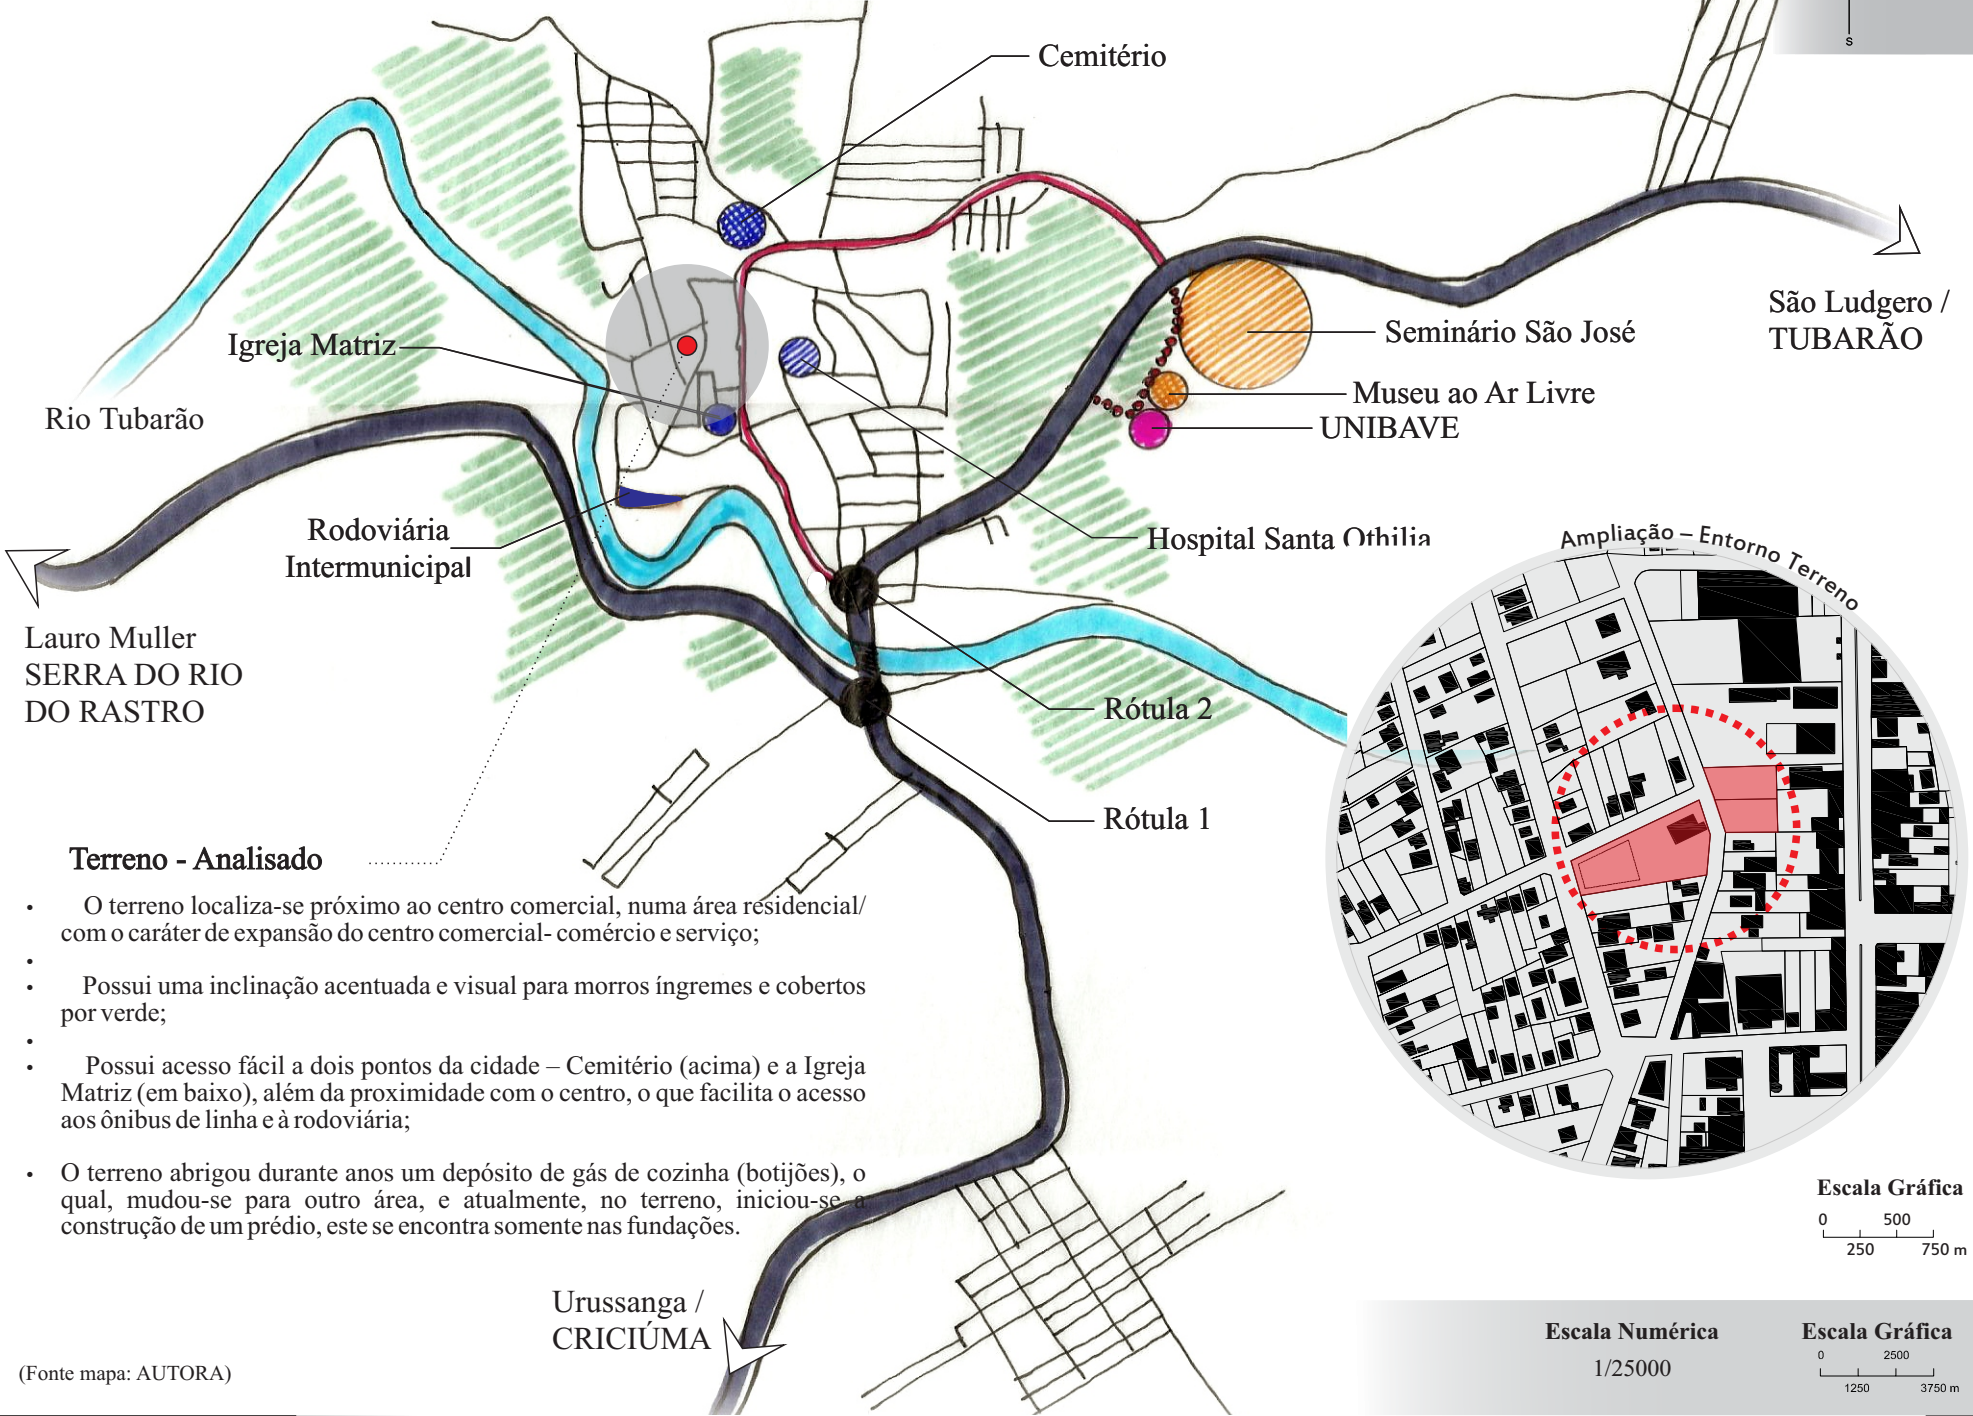 S
Cemitério
São Ludgero /
TUBARÃO
Igreja Matriz
Seminário São José
Museu ao Ar Livre
UNIBAVE
Rio Tubarão
Rodoviária
Intermunicipal
Hospital Santa Othilia
Ampliação – Entorno Terreno
Lauro Muller
SERRA DO RIO
DO RASTRO
Rótula 2
Rótula 1
Terreno - Analisado
• O terreno localiza-se próximo ao centro comercial, numa área residencial/
com o caráter de expansão do centro comercial- comércio e serviço;
•
• Possui uma inclinação acentuada e visual para morros íngremes e cobertos
por verde;
•
• Possui acesso fácil a dois pontos da cidade – Cemitério (acima) e a Igreja
Matriz (em baixo), além da proximidade com o centro, o que facilita o acesso
aos ônibus de linha e à rodoviária;
• O terreno abrigou durante anos um depósito de gás de cozinha (botijões), o
qual, mudou-se para outro área, e atualmente, no terreno, iniciou-se a
construção de um prédio, este se encontra somente nas fundações.
Escala Gráfica
0 500
250 750 m
Urussanga /
CRICIÚMA
Escala Numérica
1/25000
Escala Gráfica
0 2500
1250 3750 m
(Fonte mapa: AUTORA)